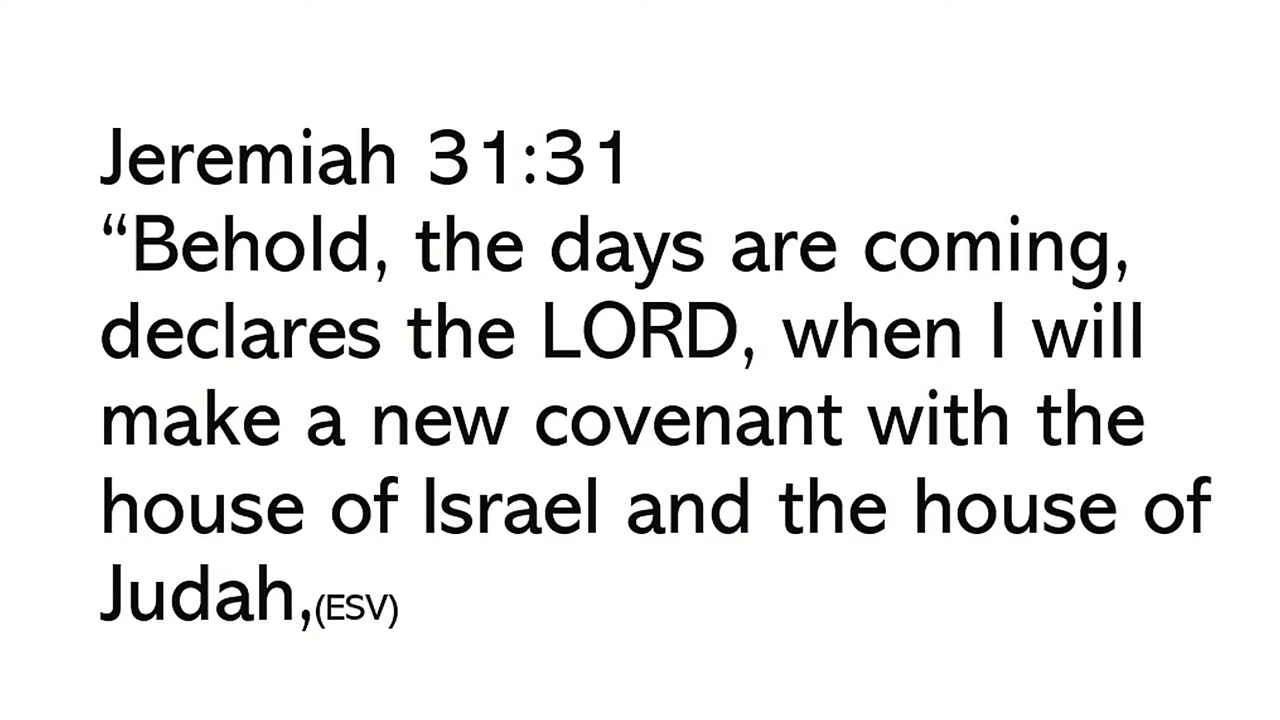 Jeremiah 31:31
“Behold, the days are coming,
declares the LORD, when I will
make a new covenant with the
house of Israel and the house of
Judah,(ESV)